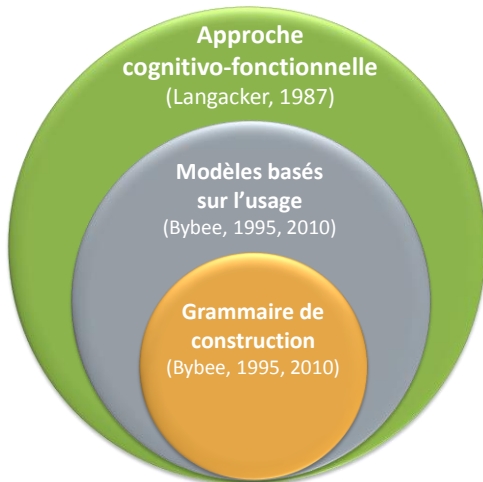 Approche
cognitivo-fonctionnelle
(Langacker, 1987)
Modèles basés
sur l'usage
(Bybee, 1995, 2010)
Grammaire de
construction
(Bybee, 1995, 2010)